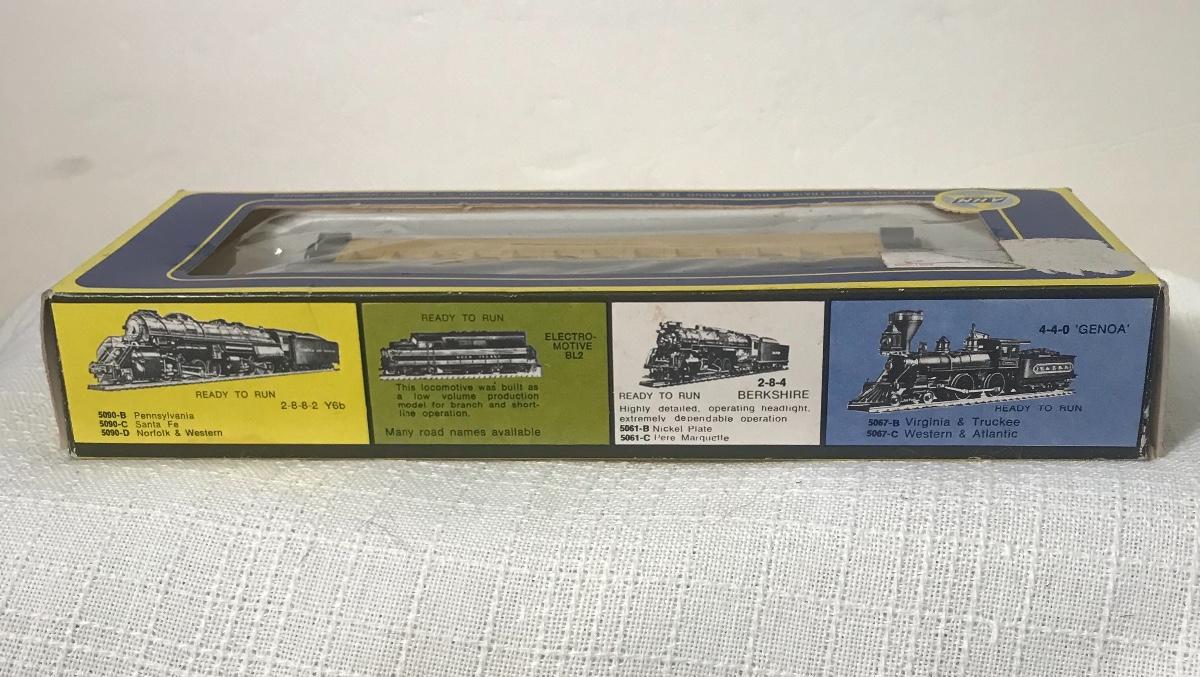 AHM
READY TO RUN
2-8-8-2 Y6b
5090-B Pennsylvania
5090-C Santa Fe
5090-D Norfolk & Western
READY TO RUN
ELECTRO-
MOTIVE
BL2
This locomotive was built as
a low volume production
model for branch and short-
line operation.
Many road names available
2-8-4
READY TO RUN BERKSHIRE
Highly detailed, operating headlight,
extremely dependable operation
5061-B Nickel Plate
5061-C Pere Marquette
4-4-0 'GENOA'
READY TO RUN
5067-B Virginia & Truckee
5067-C Western & Atlantic